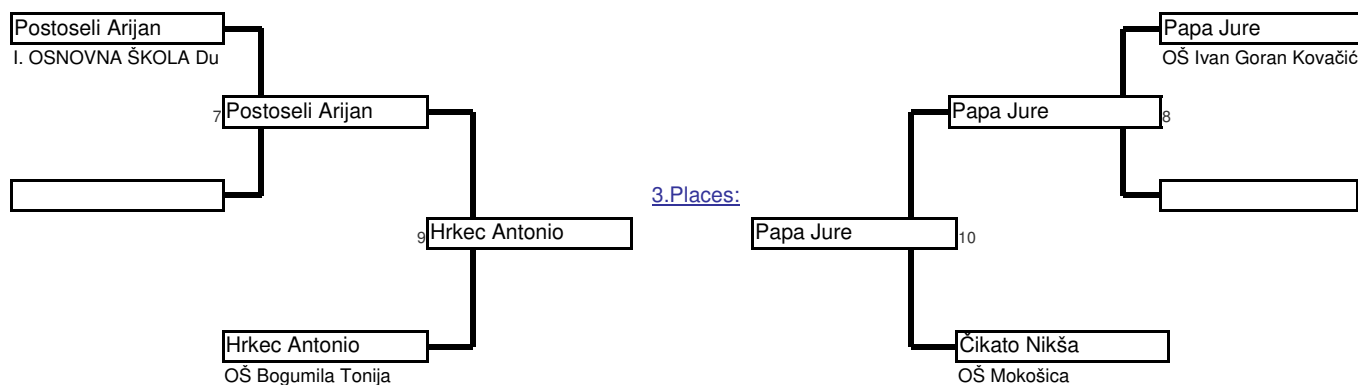 Postoseli Arijan
I. OSNOVNA ŠKOLA Du
7 Postoseli Arijan
9 Hrkec Antonio
Hrkec Antonio
OŠ Bogumila Tonija
3.Places:
Papa Jure
OŠ Ivan Goran Kovačić
Papa Jure 8
Papa Jure 10
Čikato Nikša
OŠ Mokošica